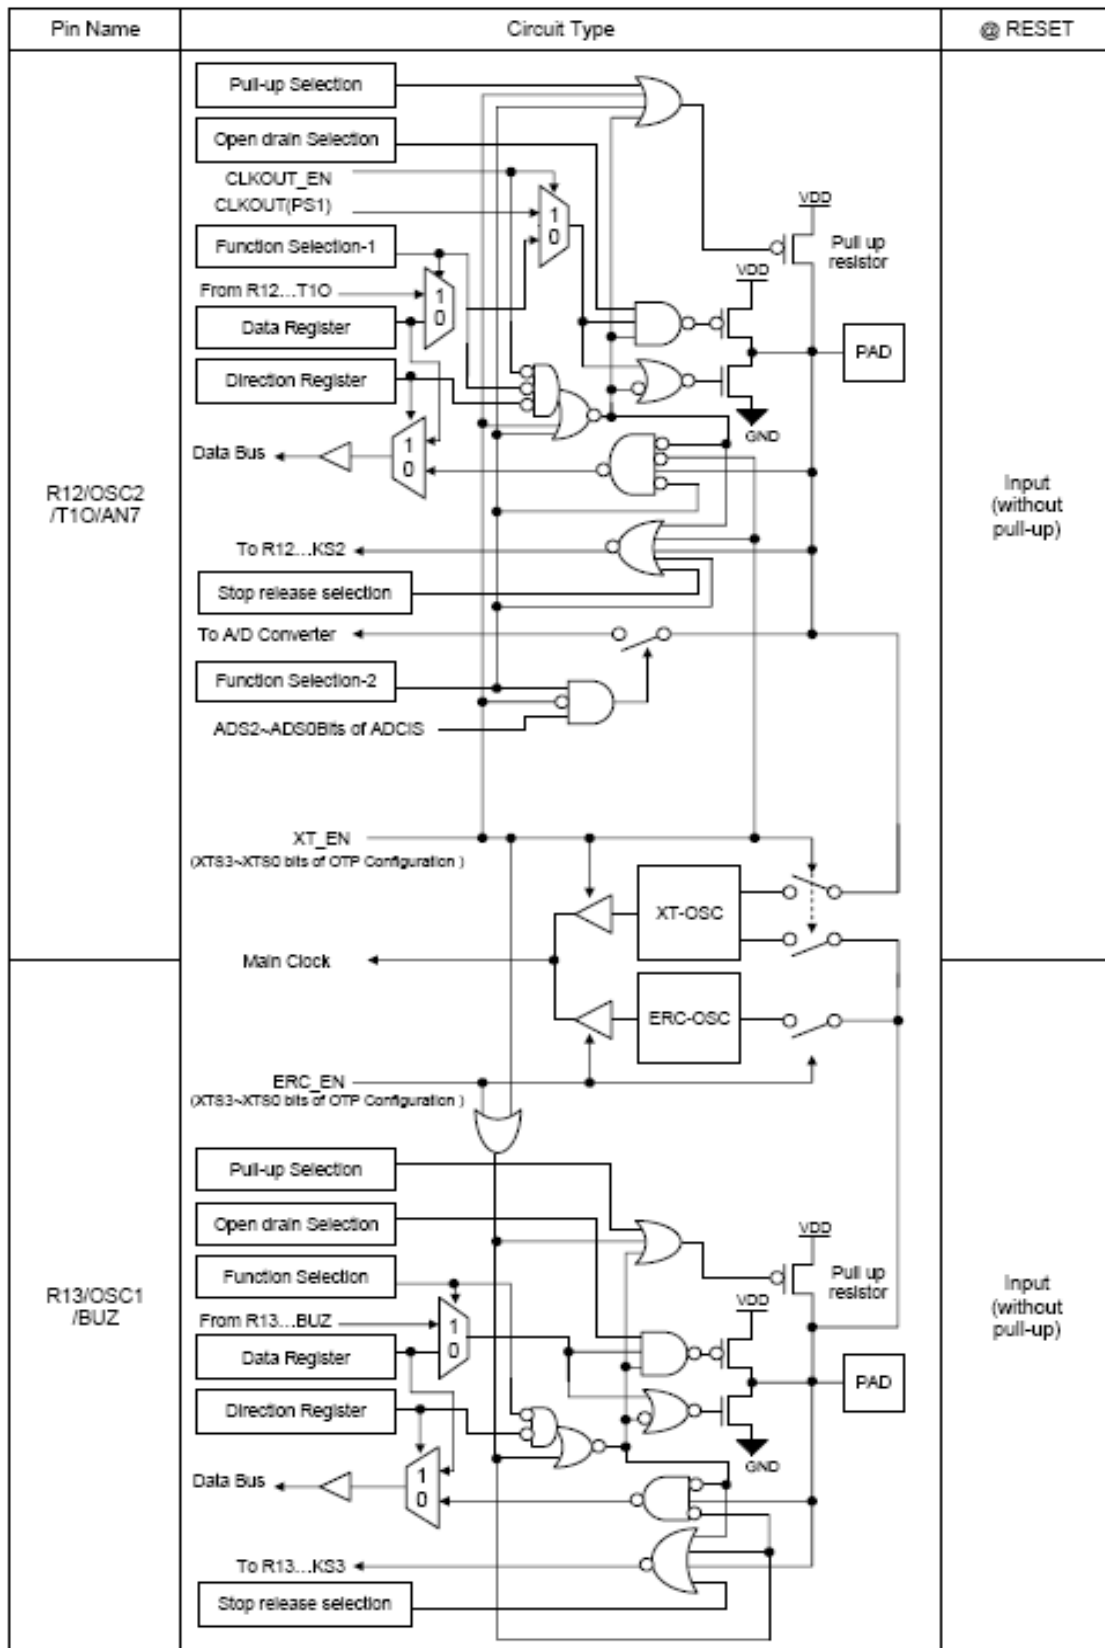 Pin Name
Circuit Type
@ RESET
Pull-up Selection
Open drain Selection
CLKOUT_EN
CLKOUT(PS1)
1
0
VDD
Pull up
resistor
Function Selection-1
VDD
From R12...T1O
1
0
Data Register
PAD
Direction Register
GND
Data Bus
1
0
R12/OSC2
/T1O/AN7
Input
(without
pull-up)
To R12...KS2
Stop release selection
To A/D Converter
Function Selection-2
ADS2~ADS0Bits of ADCIS
XT_EN
(XTS3~XTS0 bits of OTP Configuration )
XT-OSC
Main Clock
ERC-OSC
ERC_EN
(XTS3~XTS0 bits of OTP Configuration )
Pull-up Selection
Open drain Selection
VDD
Pull up
resistor
Function Selection
R13/OSC1
/BUZ
Input
(without
pull-up)
VDD
From R13...BUZ
1
0
Data Register
PAD
Direction Register
GND
Data Bus
1
0
To R13...KS3
Stop release selection